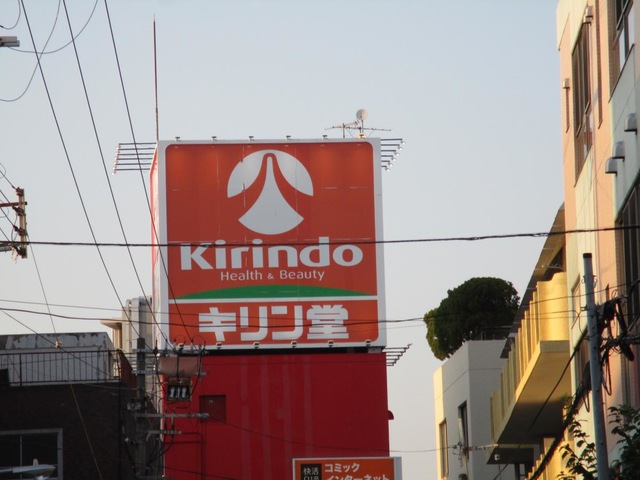 Kirindo
Health & Beauty
キリン堂
快活
CLUB
コミック
インターネット